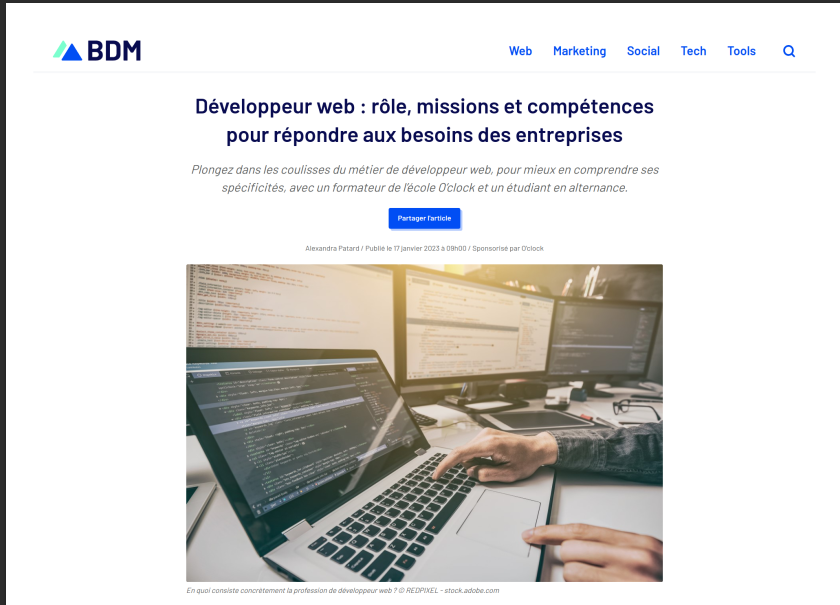 BDM
Web Marketing Social Tech Tools
Développeur web : rôle, missions et compétences
pour répondre aux besoins des entreprises
Plongez dans les coulisses du métier de développeur web, pour mieux en comprendre ses
spécificités, avec un formateur de l'école O'clock et un étudiant en alternance.
Partager l'article
Alexandra Patard / Publié le 17 janvier 2023 à 09h00 / Sponsorisé par O'clock
En quoi consiste concrètement la profession de développeur web ? © REDPIXEL - stock.adobe.com